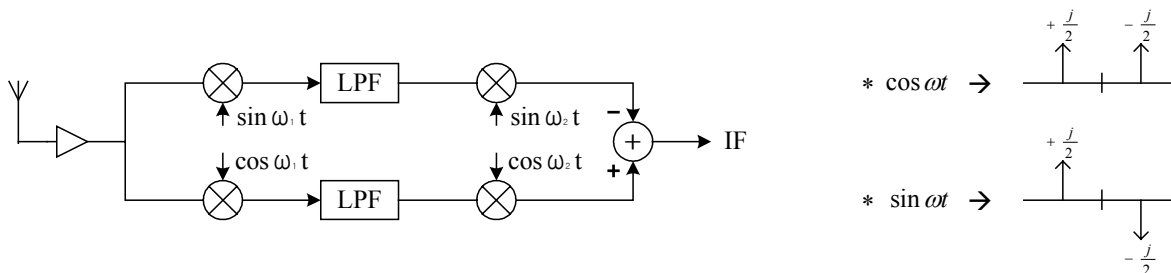 LPF
sin ω₁ t
sin ω₂ t
−
+
IF
cos ω₁ t
cos ω₂ t
+
LPF
* cos ωt →
+ j/2
− j/2
* sin ωt →
+ j/2
− j/2